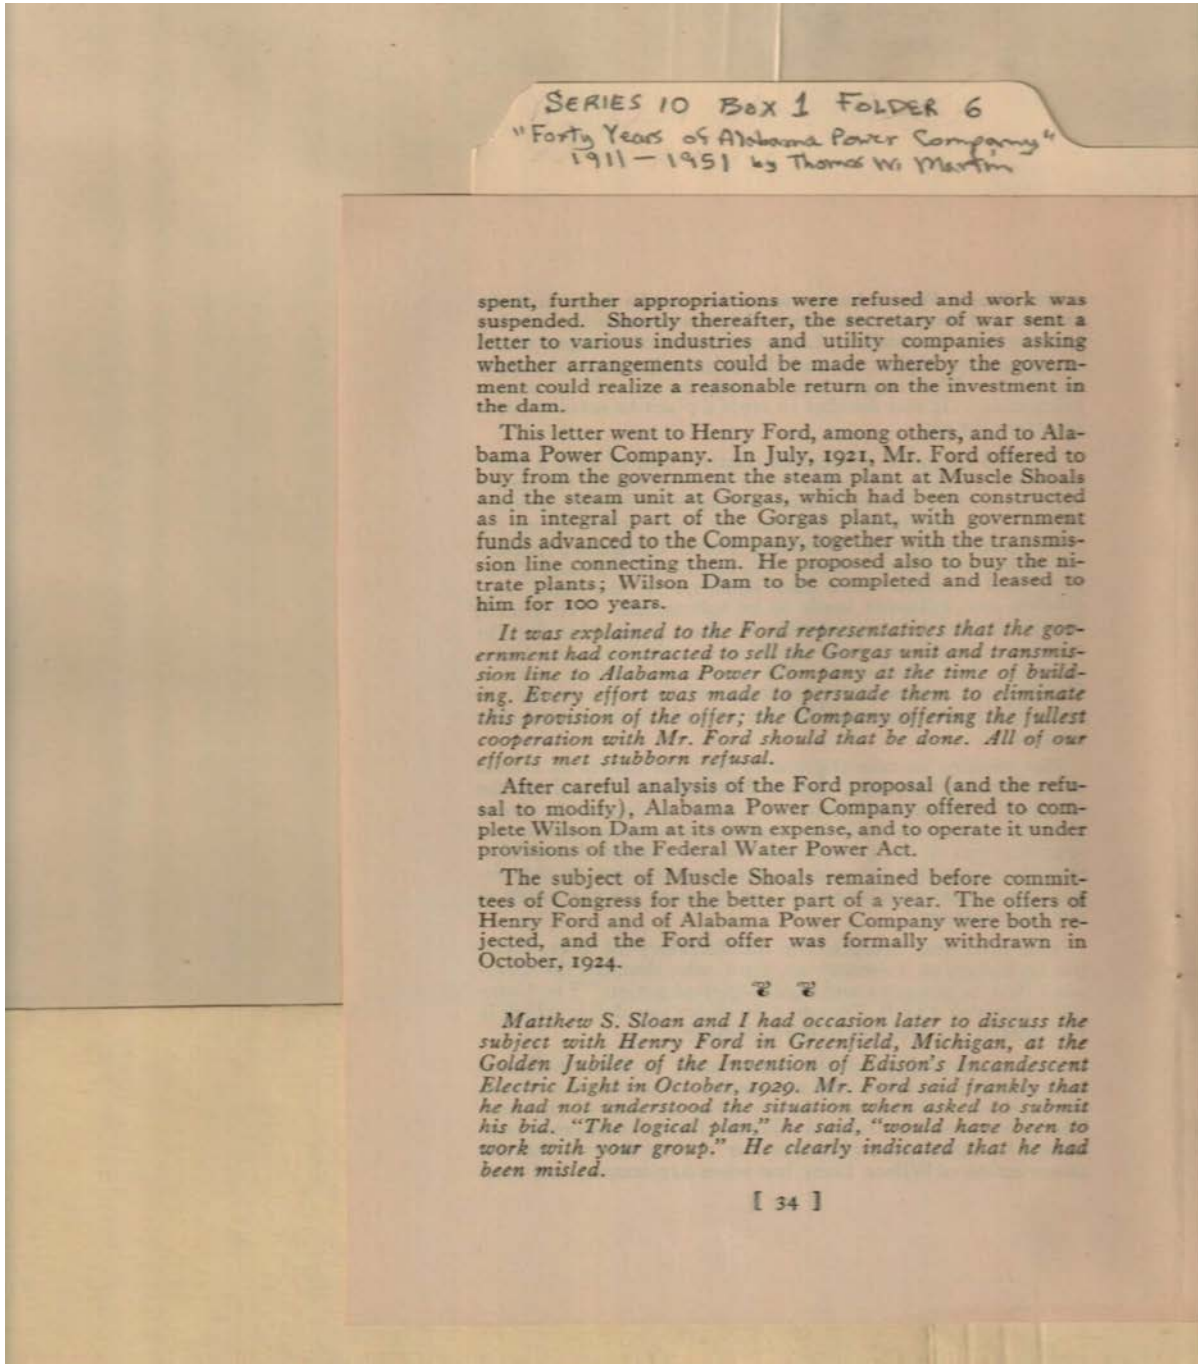 SERIES 10 BOX 1 FOLDER 6
"Forty Years of Alabama Power Company"
1911 - 1951 by Thomas W. Martin
spent, further appropriations were refused and work was
suspended. Shortly thereafter, the secretary of war sent a
letter to various industries and utility companies asking
whether arrangements could be made whereby the govern-
ment could realize a reasonable return on the investment in
the dam.
This letter went to Henry Ford, among others, and to Ala-
bama Power Company. In July, 1921, Mr. Ford offered to
buy from the government the steam plant at Muscle Shoals
and the steam unit at Gorgas, which had been constructed
as in integral part of the Gorgas plant, with government
funds advanced to the Company, together with the transmis-
sion line connecting them. He proposed also to buy the ni-
trate plants; Wilson Dam to be completed and leased to
him for 100 years.
It was explained to the Ford representatives that the gov-
ernment had contracted to sell the Gorgas unit and transmis-
sion line to Alabama Power Company at the time of build-
ing. Every effort was made to persuade them to eliminate
this provision of the offer; the Company offering the fullest
cooperation with Mr. Ford should that be done. All of our
efforts met stubborn refusal.
After careful analysis of the Ford proposal (and the refu-
sal to modify), Alabama Power Company offered to com-
plete Wilson Dam at its own expense, and to operate it under
provisions of the Federal Water Power Act.
The subject of Muscle Shoals remained before commit-
tees of Congress for the better part of a year. The offers of
Henry Ford and of Alabama Power Company were both re-
jected, and the Ford offer was formally withdrawn in
October, 1924.
Matthew S. Sloan and I had occasion later to discuss the
subject with Henry Ford in Greenfield, Michigan, at the
Golden Jubilee of the Invention of Edison's Incandescent
Electric Light in October, 1929. Mr. Ford said frankly that
he had not understood the situation when asked to submit
his bid. "The logical plan," he said, "would have been to
work with your group." He clearly indicated that he had
been misled.
[ 34 ]